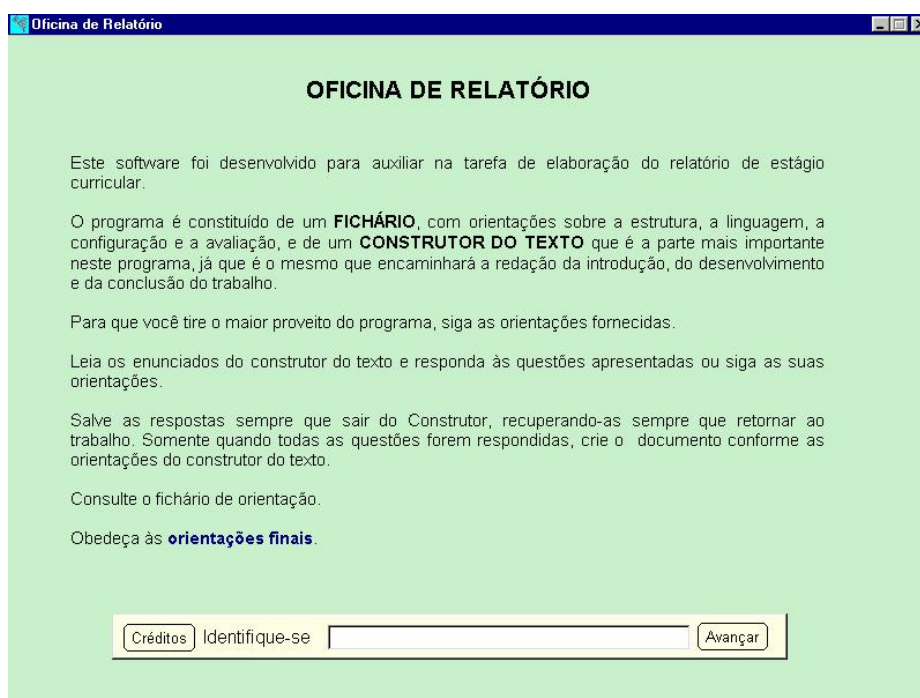 Oficina de Relatório
OFICINA DE RELATÓRIO
Este software foi desenvolvido para auxiliar na tarefa de elaboração do relatório de estágio
curricular.
O programa é constituído de um FICHÁRIO, com orientações sobre a estrutura, a linguagem, a
configuração e a avaliação, e de um CONSTRUTOR DO TEXTO que é a parte mais importante
neste programa, já que é o mesmo que encaminhará a redação da introdução, do desenvolvimento
e da conclusão do trabalho.
Para que você tire o maior proveito do programa, siga as orientações fornecidas.
Leia os enunciados do construtor do texto e responda às questões apresentadas ou siga as suas
orientações.
Salve as respostas sempre que sair do Construtor, recuperando-as sempre que retornar ao
trabalho. Somente quando todas as questões forem respondidas, crie o documento conforme as
orientações do construtor do texto.
Consulte o fichário de orientação.
Obedeça às orientações finais.
Créditos Identifique-se Avançar